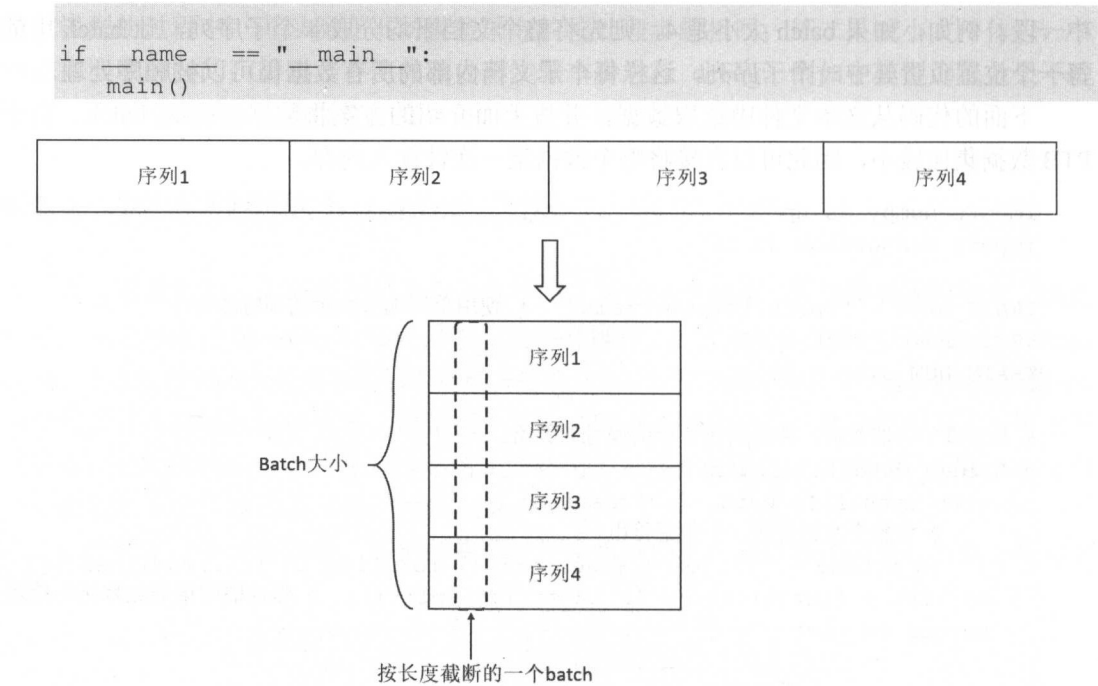 if __name__ == "__main__":
main()
序列1 序列2 序列3 序列4
序列1
序列2
Batch大小
序列3
序列4
按长度截断的一个batch